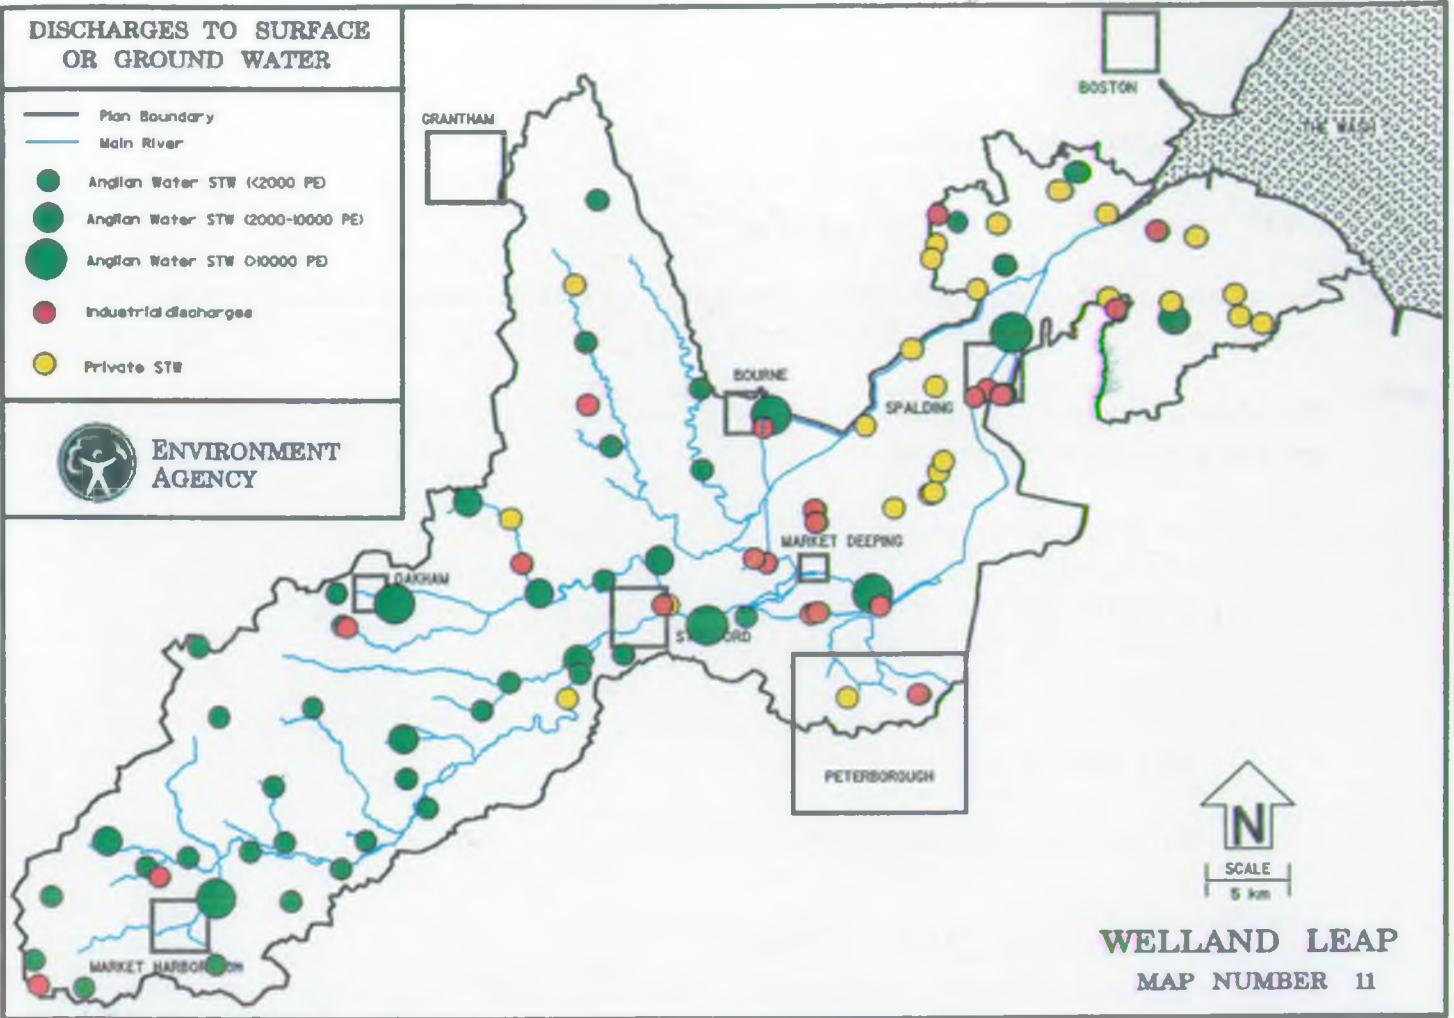 DISCHARGES TO SURFACE
OR GROUND WATER
Plan Boundary
Main River
Anglian Water STW (<2000 PE)
Anglian Water STW (2000-10000 PE)
Anglian Water STW (>10000 PE)
Industrial discharges
Private STW
ENVIRONMENT
AGENCY
GRANTHAM
BOSTON
THE WASH
BOURNE
SPALDING
MARKET DEEPING
OAKHAM
PETERBOROUGH
MARKET
N
SCALE
5 km
WELLAND LEAP
MAP NUMBER 11